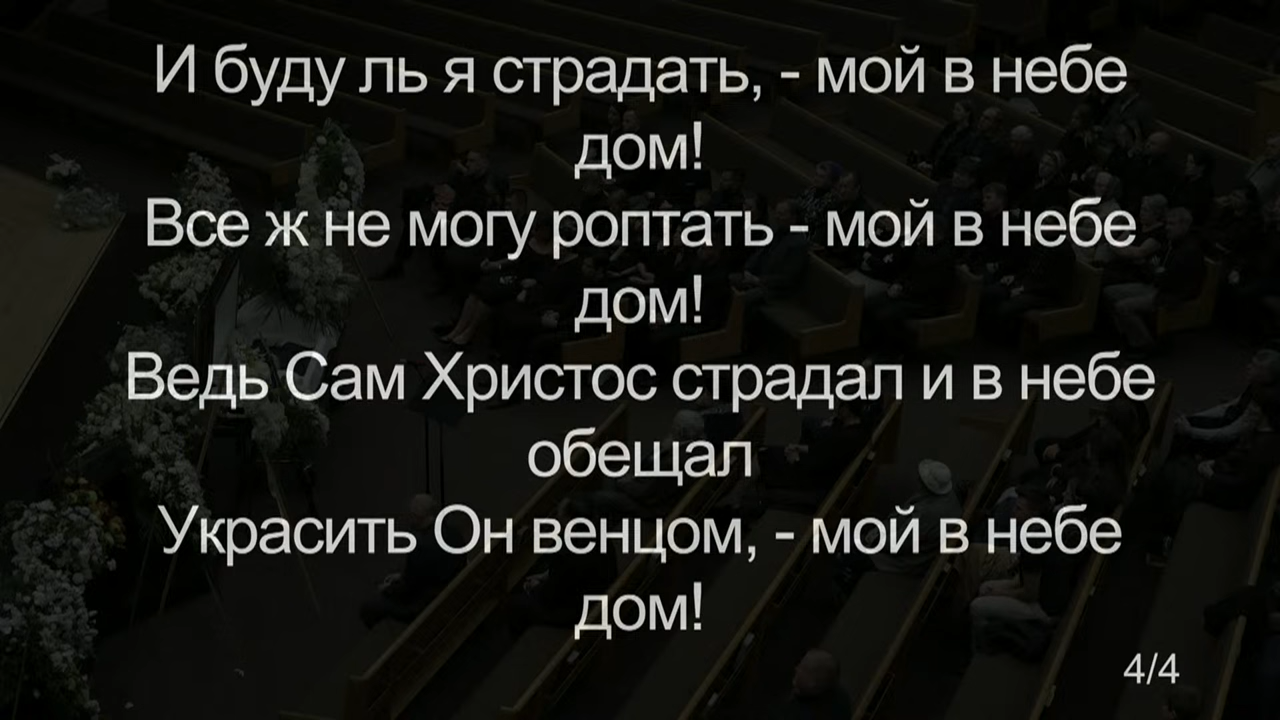 И буду ль я страдать, - мой в небе
дом!
Все ж не могу роптать - мой в небе
дом!
Ведь Сам Христос страдал и в небе
обещал
Украсить Он венцом, - мой в небе
дом!
4/4